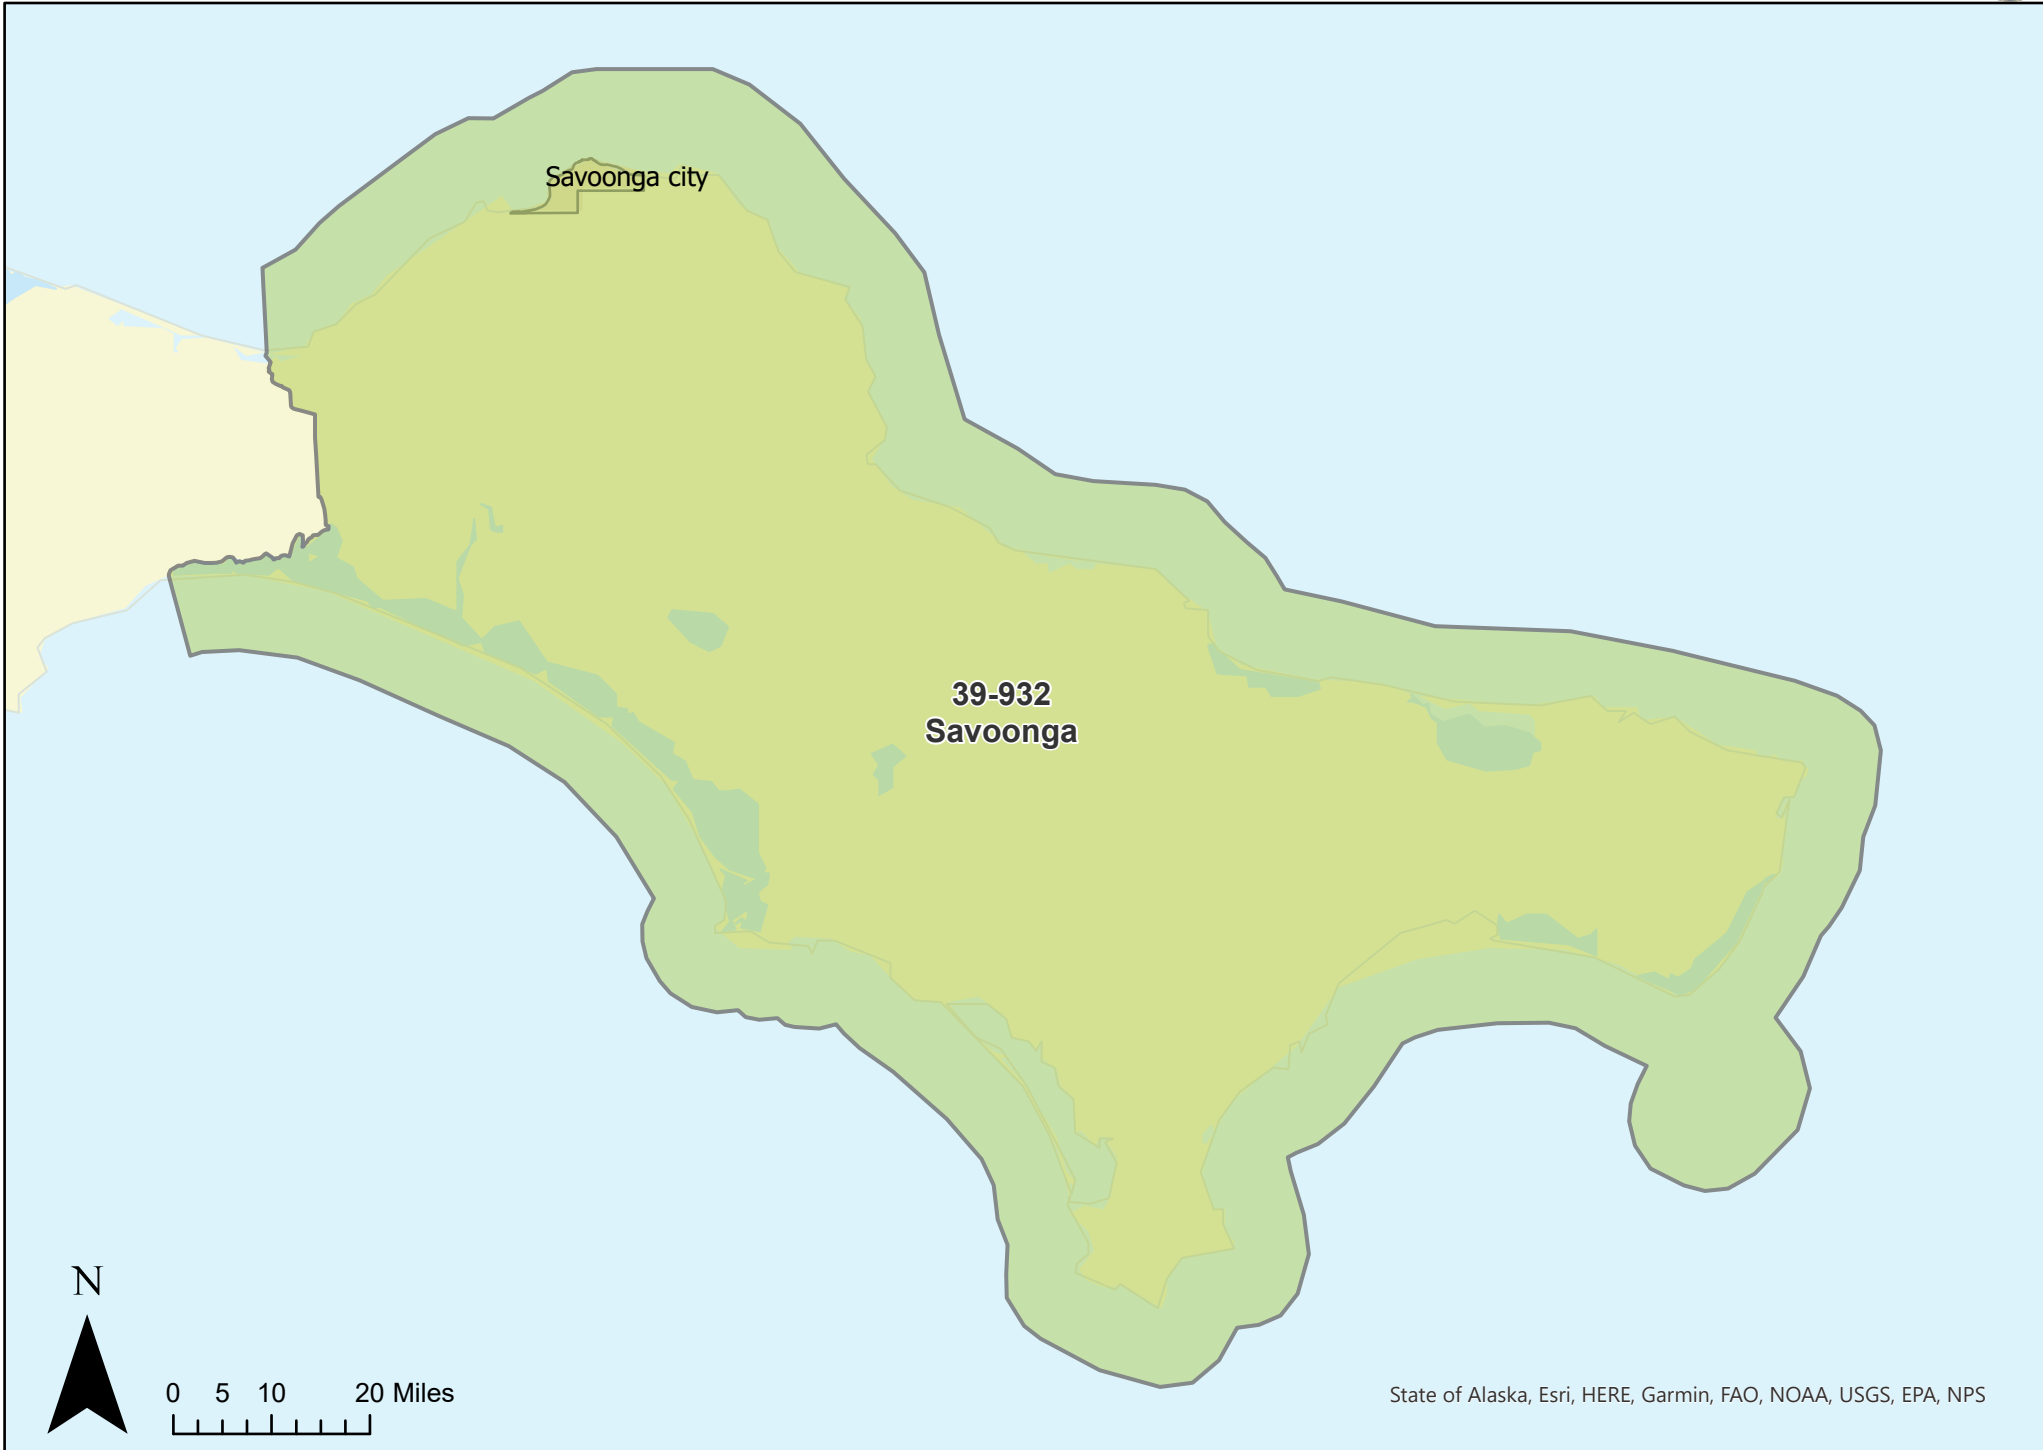 Savoonga city
39-932
Savoonga
N
0 5 10 20 Miles
State of Alaska, Esri, HERE, Garmin, FAO, NOAA, USGS, EPA, NPS